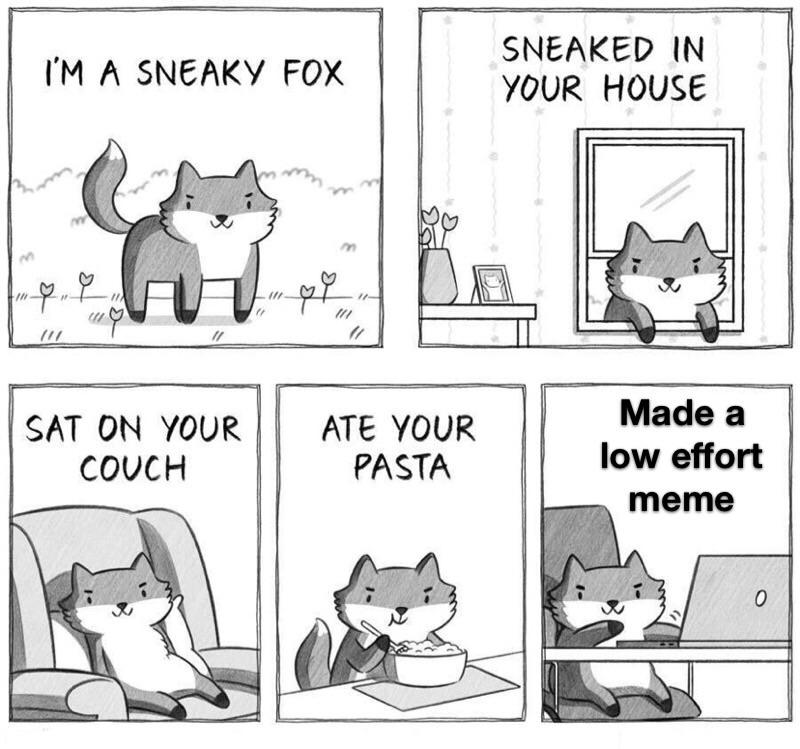 I'M A SNEAKY FOX
SNEAKED IN
YOUR HOUSE
SAT ON YOUR
COUCH
ATE YOUR
PASTA
Made a
low effort
meme